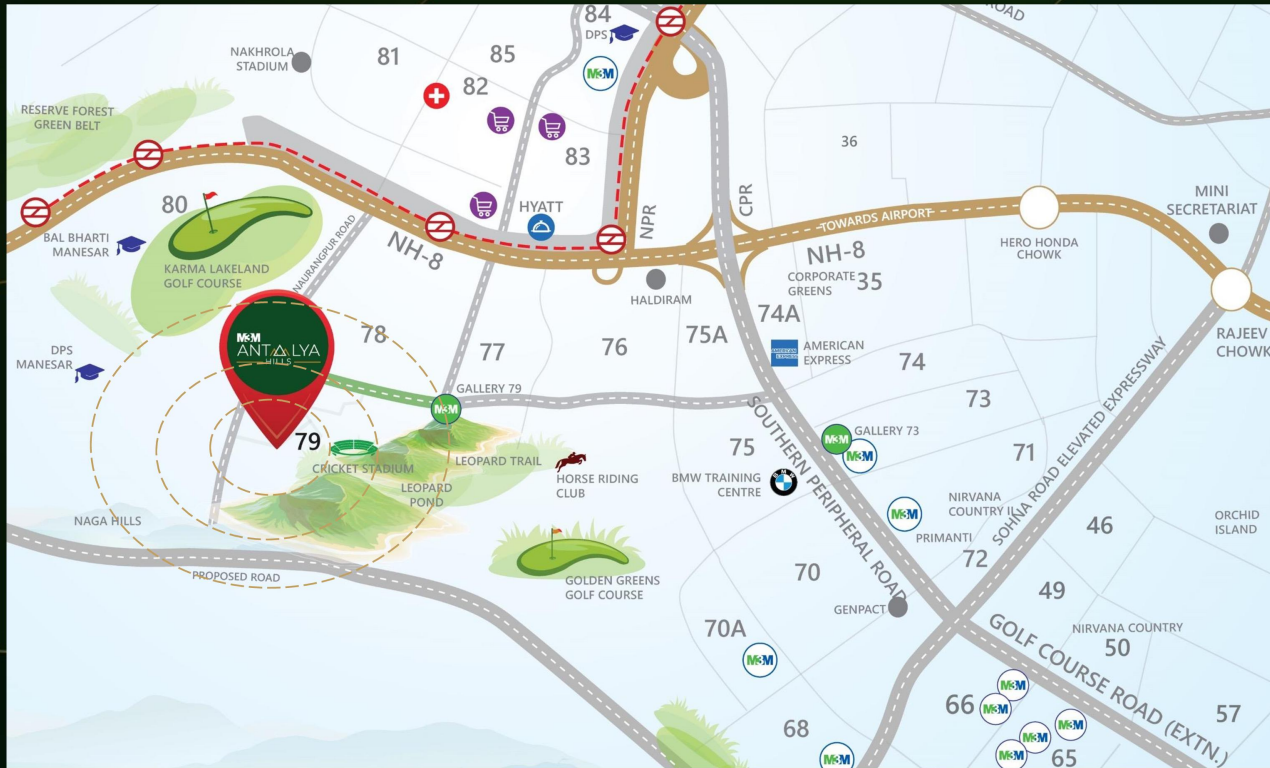 84
DPS
ROAD
NAKHROLA
STADIUM
81
85
82
M3M
RESERVE FOREST
GREEN BELT
83
36
80
HYATT
NPR
CPR
MINI
SECRETARIAT
BAL BHARTI
MANESAR
NAURANGPUR ROAD
NH-8
TOWARDS AIRPORT
NH-8
HERO HONDA
CHOWK
KARMA LAKELAND
GOLF COURSE
HALDIRAM
CORPORATE
GREENS
35
74A
RAJEEV
CHOWK
M3M
ANTALYA
HILLS
78
77
76
75A
AMERICAN EXPRESS
AMERICAN
EXPRESS
74
DPS
MANESAR
GALLERY 79
M3M
73
SOUTHERN PERIPHERAL ROAD
SOHNA ROAD ELEVATED EXPRESSWAY
79
CRICKET STADIUM
LEOPARD TRAIL
75
M3M
GALLERY 73
M3M
71
LEOPARD
POND
HORSE RIDING
CLUB
BMW TRAINING
CENTRE
BMW
NIRVANA
COUNTRY II
M3M
PRIMANTI
46
ORCHID
ISLAND
NAGA HILLS
72
PROPOSED ROAD
GOLDEN GREENS
GOLF COURSE
70
49
GENPACT
70A
M3M
GOLF COURSE ROAD (EXTN.)
NIRVANA COUNTRY
50
66
M3M
M3M
57
68
M3M
M3M
M3M
M3M
65